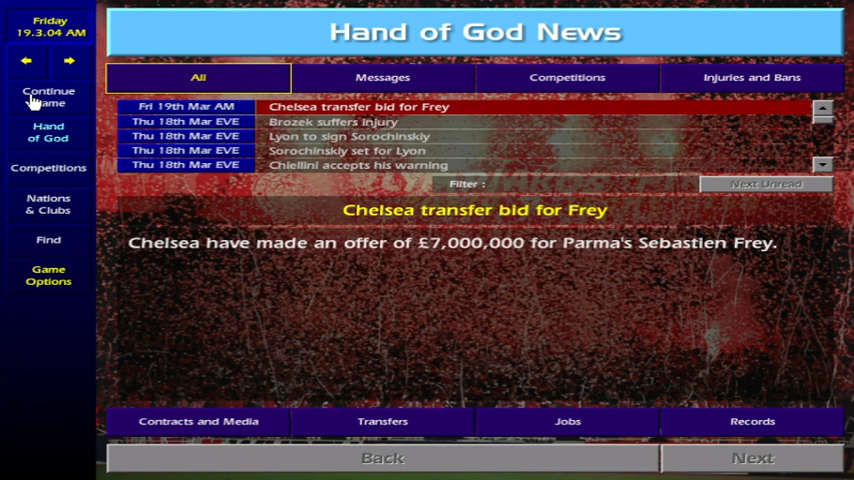 Friday
19.3.04 AM
Continue
Game
Hand
of God
Competitions
Nations
& Clubs
Find
Game
Options
Hand of God News
All
Messages
Competitions
Injuries and Bans
Fri 19th Mar AM Chelsea transfer bid for Frey
Thu 18th Mar EVE Brozek suffers injury
Thu 18th Mar EVE Lyon to sign Sorochinskiy
Thu 18th Mar EVE Sorochinskiy set for Lyon
Thu 18th Mar EVE Chiellini accepts his warning
Filter :
Next Unread
Chelsea transfer bid for Frey
Chelsea have made an offer of £7,000,000 for Parma's Sebastien Frey.
Contracts and Media
Transfers
Jobs
Records
Back
Next